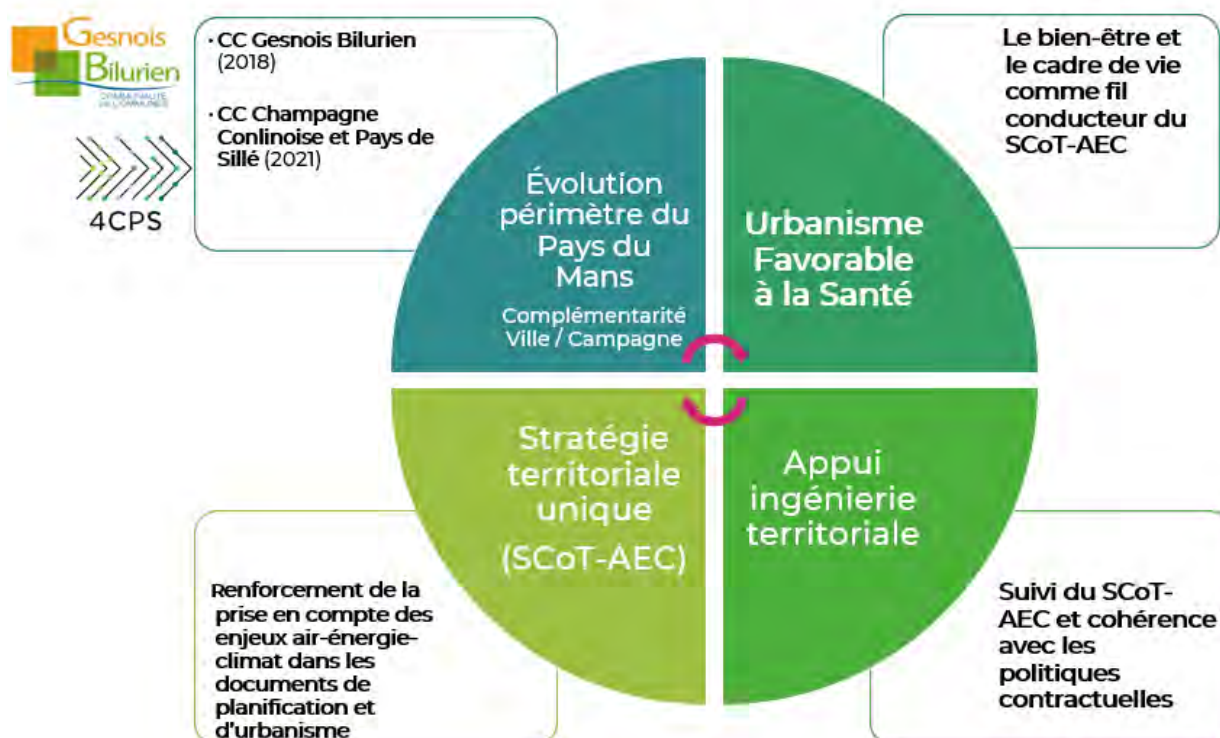 Gesnois
Bilurien
COMMUNAUTÉ
DE COMMUNES
4CPS
· CC Gesnois Bilurien
(2018)
· CC Champagne
Conlinoise et Pays de
Sillé (2021)
Évolution
périmètre du
Pays du
Mans
Complémentarité
Ville / Campagne
Urbanisme
Favorable
à la Santé
Le bien-être et
le cadre de vie
comme fil
conducteur du
SCoT-AEC
Stratégie
territoriale
unique
(SCoT-AEC)
Renforcement de la
prise en compte des
enjeux air-énergie-
climat dans les
documents de
planification et
d'urbanisme
Appui
ingénierie
territoriale
Suivi du SCoT-
AEC et cohérence
avec les
politiques
contractuelles